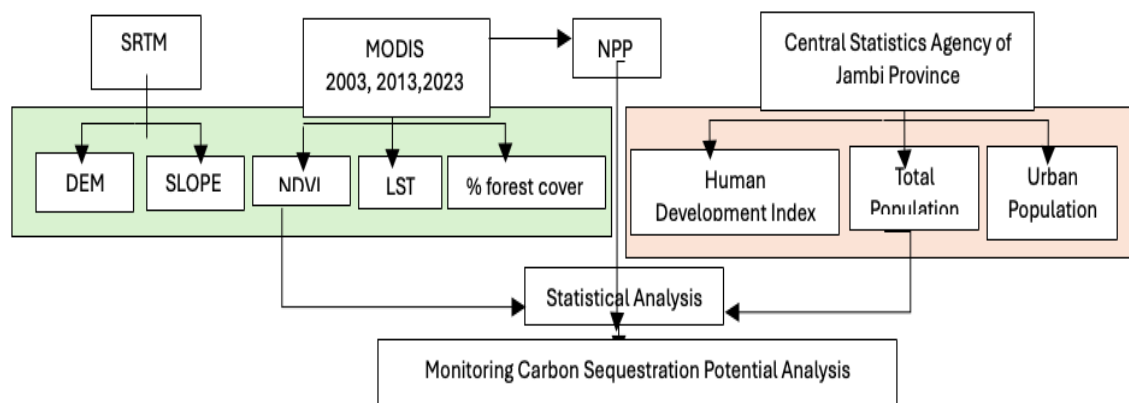 SRTM
MODIS
2003, 2013,2023
NPP
Central Statistics Agency of
Jambi Province
DEM
SLOPE
NDVI
LST
% forest cover
Human
Development Index
Total
Population
Urban
Population
Statistical Analysis
Monitoring Carbon Sequestration Potential Analysis